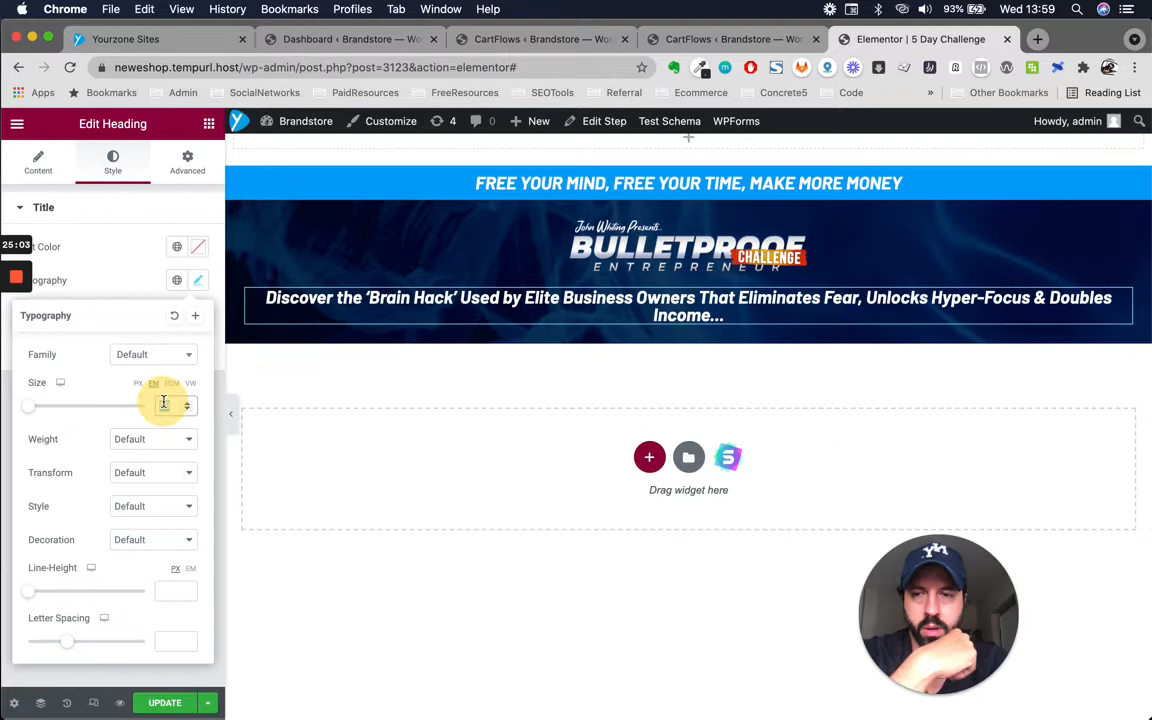 Chrome File Edit View History Bookmarks Profiles Tab Window Help 93% Wed 13:59
Yourzone Sites
Dashboard ‹ Brandstore — Wo
CartFlows ‹ Brandstore — Wor
CartFlows ‹ Brandstore — Wor
Elementor | 5 Day Challenge
neweshop.tempurl.host/wp-admin/post.php?post=3123&action=elementor#
Apps Bookmarks Admin SocialNetworks PaidResources FreeResources SEOTools Referral Ecommerce Concrete5 Code » Other Bookmarks Reading List
Edit Heading
Brandstore Customize 4 0 New Edit Step Test Schema WPForms Howdy, admin
Content Style Advanced
FREE YOUR MIND, FREE YOUR TIME, MAKE MORE MONEY
Title
John Whiting Presents...
BULLETPROOF
CHALLENGE
ENTREPRENEUR
25:03
t Color
ography
Discover the ‘Brain Hack’ Used by Elite Business Owners That Eliminates Fear, Unlocks Hyper-Focus & Doubles
Income...
Typography
Family Default
Size PX EM REM VW
Weight Default
Transform Default
Style Default
Decoration Default
Line-Height PX EM
Letter Spacing
Drag widget here
UPDATE